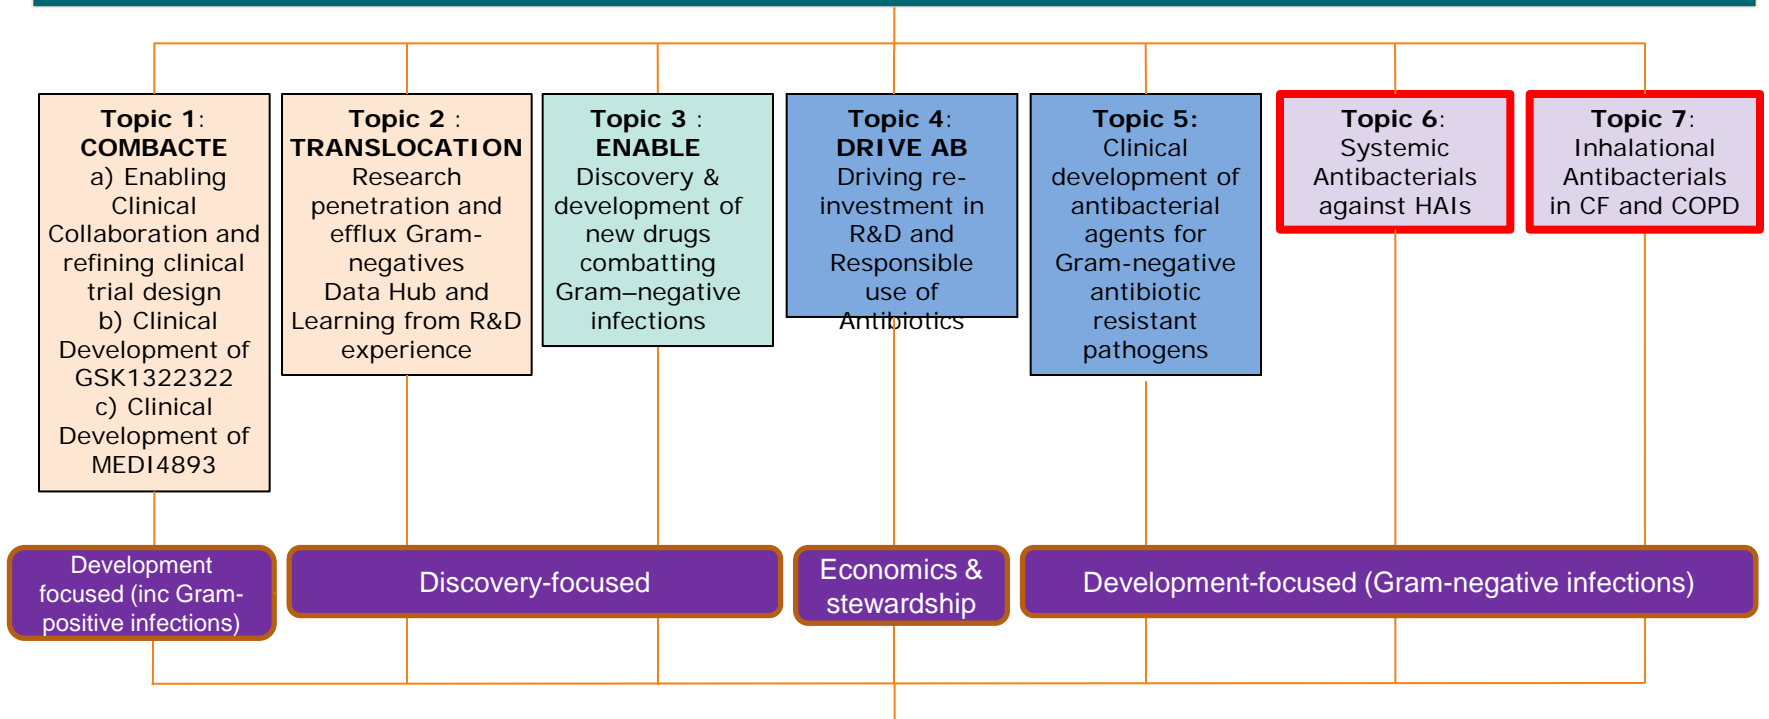 Topic 1:
COMBACTE
a) Enabling
Clinical
Collaboration and
refining clinical
trial design
b) Clinical
Development of
GSK1322322
c) Clinical
Development of
MEDI4893
Topic 2 :
TRANSLOCATION
Research
penetration and
efflux Gram-
negatives
Data Hub and
Learning from R&D
experience
Topic 3 :
ENABLE
Discovery &
development of
new drugs
combatting
Gram–negative
infections
Topic 4:
DRIVE AB
Driving re-
investment in
R&D and
Responsible
use of
Antibiotics
Topic 5:
Clinical
development of
antibacterial
agents for
Gram-negative
antibiotic
resistant
pathogens
Topic 6:
Systemic
Antibacterials
against HAIs
Topic 7:
Inhalational
Antibacterials
in CF and COPD
Development
focused (inc Gram-
positive infections)
Discovery-focused
Economics &
stewardship
Development-focused (Gram-negative infections)